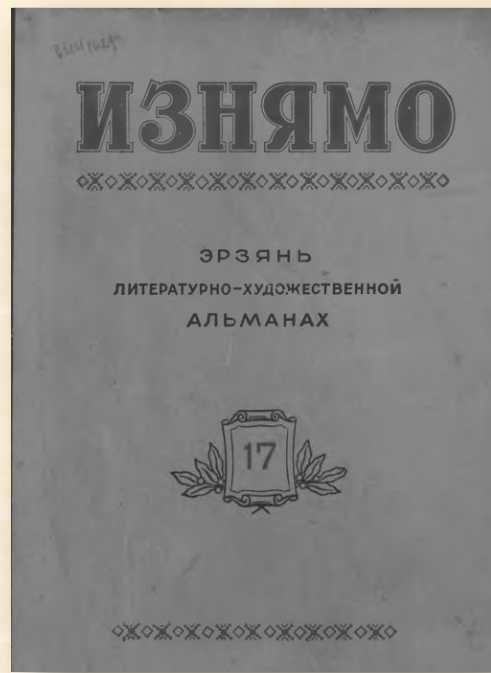 ИЗНЯМО
ЭРЗЯНЬ
ЛИТЕРАТУРНО-ХУДОЖЕСТВЕННОЙ
АЛЬМАНАХ
17